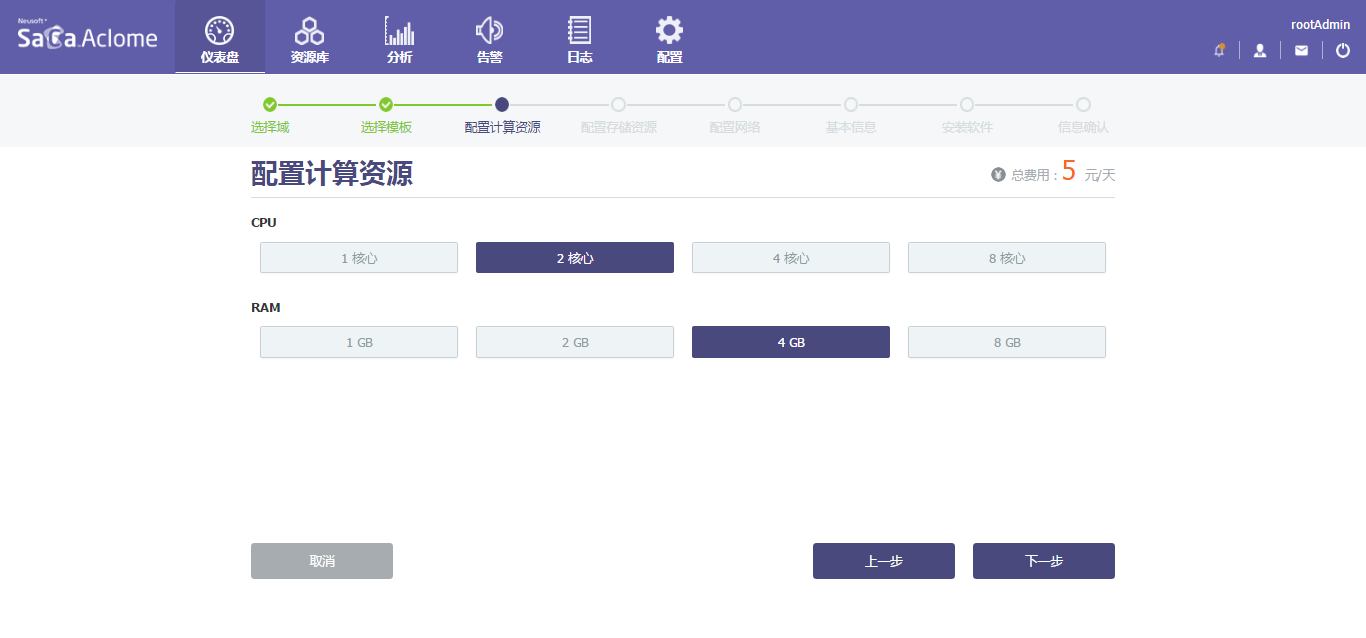 Neusoft
SaCa.Aclome
仪表盘
资源库
分析
告警
日志
配置
rootAdmin
选择域
选择模板
配置计算资源
配置存储资源
配置网络
基本信息
安装软件
信息确认
配置计算资源
¥ 总费用 : 5 元/天
CPU
1 核心
2 核心
4 核心
8 核心
RAM
1 GB
2 GB
4 GB
8 GB
取消
上一步
下一步